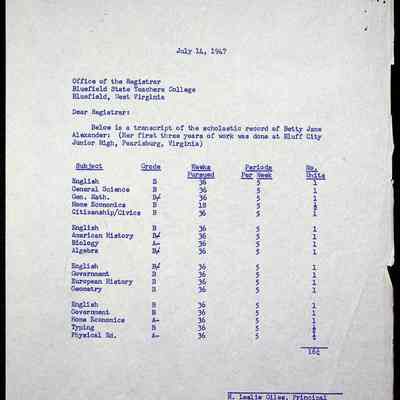 July 14, 1947
Office of the Registrar
Bluefield State Teachers College
Bluefield, West Virginia
Dear Registrar:
Below is a transcript of the scholastic record of Betty Jane
Alexander: (Her first three years of work was done at Bluff City
Junior High, Pearisburg, Virginia)
Subject Grade Weeks Pursued Periods Per Week No. Units
English B 36 5 1
General Science B 36 5 1
Gen. Math. B 36 5 1
Home Economics B 18 5 ½
Citizenship/Civics B 36 5 1
English B 36 5 1
American History 36 5 1
Biology A- 36 5 1
Algebra 36 5 1
English 36 5 1
Government B 36 5 1
European History B 36 5 1
Geometry B 36 5 1
English B 36 5 1
Government B 36 5 1
Home Economics A- 36 5 1
Typing B 36 5
Physical Ed. A- 36 5
H. Leslie Giles, Principal